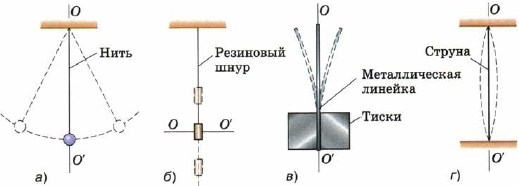 O
Нить
O'
а)
Резиновый
шнур
O
O'
б)
O
Металлическая
линейка
Тиски
O'
в)
O
Струна
O'
г)